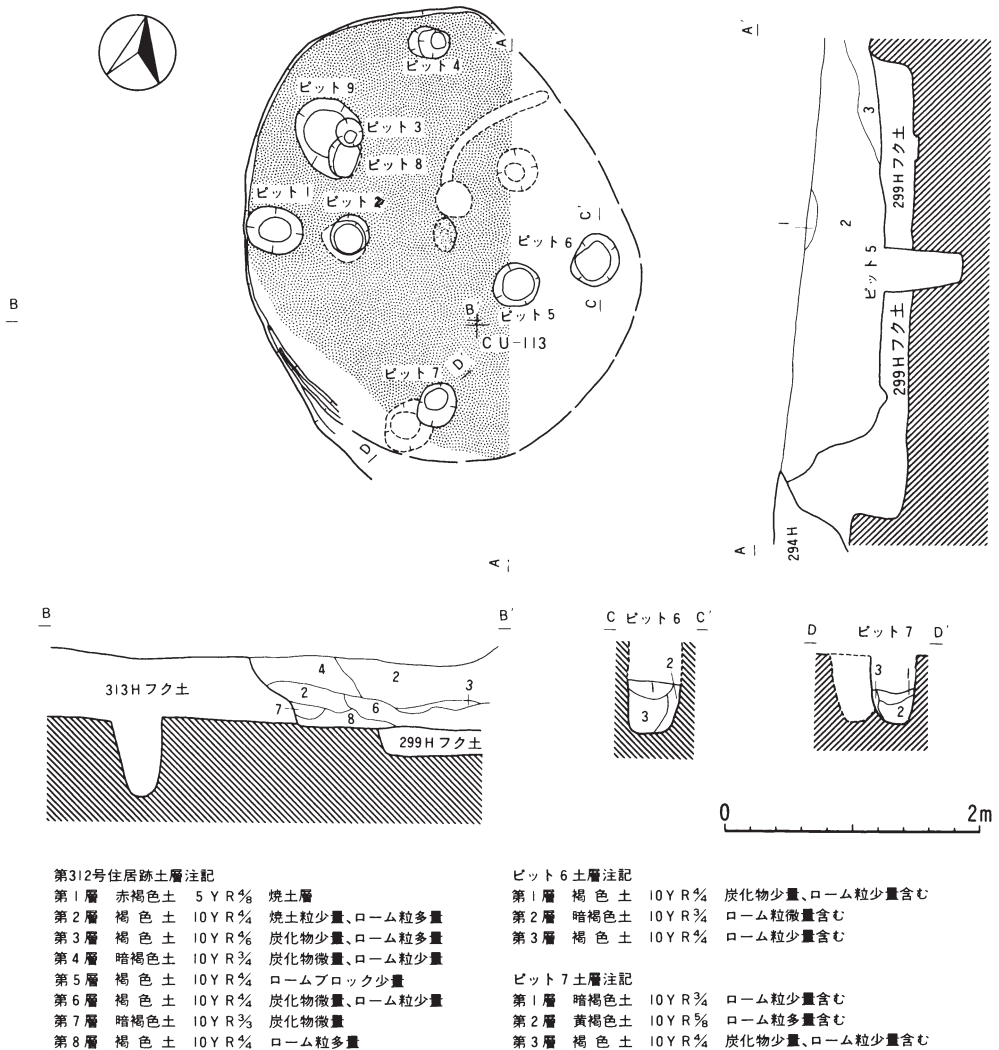 ピット4
A
A'
ピット9
ピット3
ピット8
ピット1
ピット2
C'
ピット6
C
B'
ピット5
CU-113
ピット7
D
D'
B
A
3
299Hフク土
1
2
ピット5
299Hフク土
A
294H
B
B'
313Hフク土
4
2
2
3
7
8
6
299Hフク土
C ピット6 C'
2
1
3
D ピット7 D'
3
1
2
0 2m
第312号住居跡土層注記
第1層 赤褐色土 5YR4/8 焼土層
第2層 褐色土 10YR4/4 焼土粒少量、ローム粒多量
第3層 褐色土 10YR4/6 炭化物少量、ローム粒多量
第4層 暗褐色土 10YR3/4 炭化物微量、ローム粒少量
第5層 褐色土 10YR4/4 ロームブロック少量
第6層 褐色土 10YR4/4 炭化物微量、ローム粒少量
第7層 暗褐色土 10YR3/3 炭化物微量
第8層 褐色土 10YR4/4 ローム粒多量
ピット6土層注記
第1層 褐色土 10YR4/4 炭化物少量、ローム粒少量含む
第2層 暗褐色土 10YR3/4 ローム粒微量含む
第3層 褐色土 10YR4/4 ローム粒少量含む
ピット7土層注記
第1層 暗褐色土 10YR3/4 ローム粒少量含む
第2層 黄褐色土 10YR5/8 ローム粒多量含む
第3層 褐色土 10YR4/4 炭化物少量、ローム粒少量含む